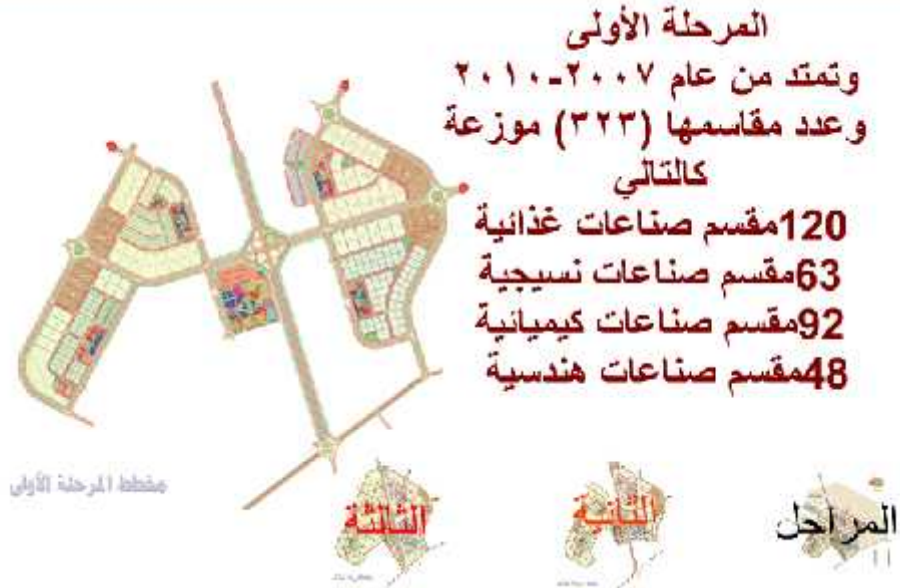 المرحلة الأولى
وتمتد من عام ٢٠٠٧-٢٠١٠
وعدد مقاسمها (٣٢٣) موزعة
كالتالي
120مقسم صناعات غذائية
63مقسم صناعات نسيجية
92مقسم صناعات كيميائية
48مقسم صناعات هندسية
مخطط المرحلة الأولى
المراحل
الثانية
الثالثة